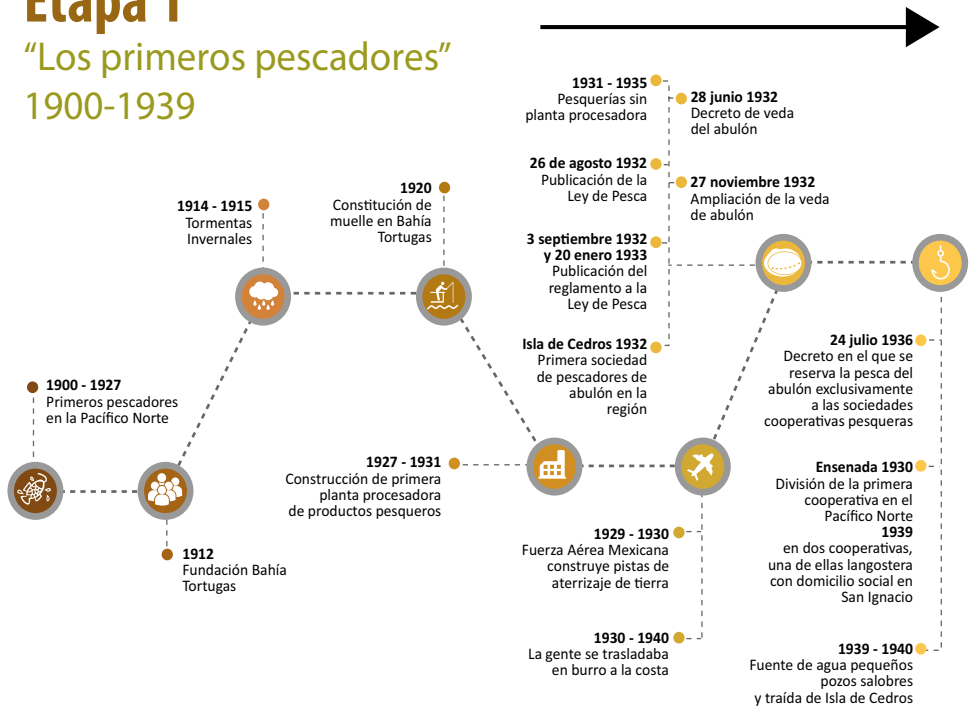 Etapa 1
“Los primeros pescadores”
1900-1939
1900 - 1927
Primeros pescadores
en la Pacífico Norte
1912
Fundación Bahía
Tortugas
1914 - 1915
Tormentas
Invernales
1920
Constitución de
muelle en Bahía
Tortugas
1927 - 1931
Construcción de primera
planta procesadora
de productos pesqueros
1929 - 1930
Fuerza Aérea Mexicana
construye pistas de
aterrizaje de tierra
1930 - 1940
La gente se trasladaba
en burro a la costa
1931 - 1935
Pesquerías sin
planta procesadora
28 junio 1932
Decreto de veda
del abulón
26 de agosto 1932
Publicación de la
Ley de Pesca
27 noviembre 1932
Ampliación de la veda
de abulón
3 septiembre 1932
y 20 enero 1933
Publicación del
reglamento a la
Ley de Pesca
Isla de Cedros 1932
Primera sociedad
de pescadores de
abulón en la
región
24 julio 1936
Decreto en el que se
reserva la pesca del
abulón exclusivamente
a las sociedades
cooperativas pesqueras
Ensenada 1930
División de la primera
cooperativa en el
Pacífico Norte
1939
en dos cooperativas,
una de ellas langostera
con domicilio social en
San Ignacio
1939 - 1940
Fuente de agua pequeños
pozos salobres
y traída de Isla de Cedros